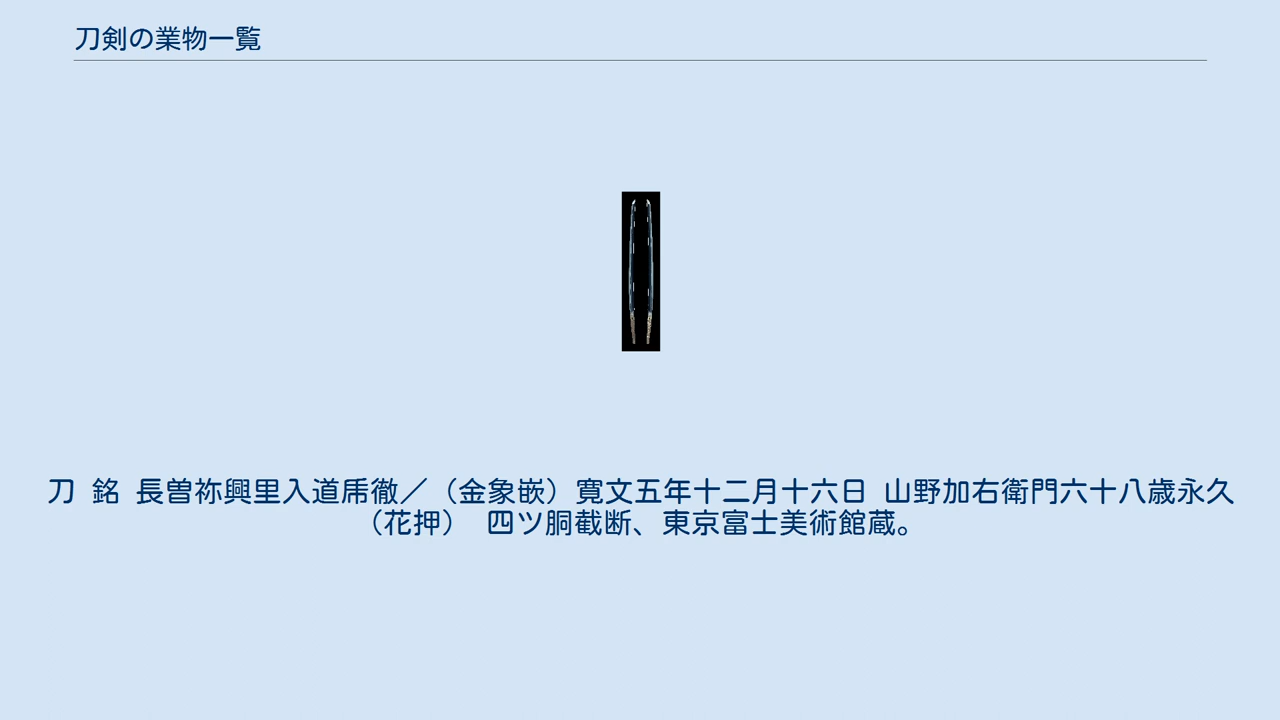 刀剣の業物一覧
刀 銘 長曽祢興里入道乕徹／（金象嵌）寛文五年十二月十六日 山野加右衛門六十八歳永久
（花押） 四ツ胴截断、東京富士美術館蔵。